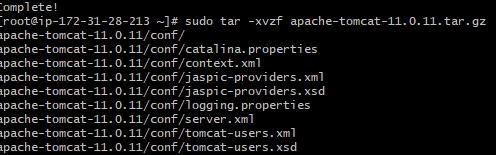 Complete!
[root@ip-172-31-28-213 ~]# sudo tar -xvzf apache-tomcat-11.0.11.tar.gz
apache-tomcat-11.0.11/conf/
apache-tomcat-11.0.11/conf/catalina.properties
apache-tomcat-11.0.11/conf/context.xml
apache-tomcat-11.0.11/conf/jaspic-providers.xml
apache-tomcat-11.0.11/conf/jaspic-providers.xsd
apache-tomcat-11.0.11/conf/logging.properties
apache-tomcat-11.0.11/conf/server.xml
apache-tomcat-11.0.11/conf/tomcat-users.xml
apache-tomcat-11.0.11/conf/tomcat-users.xsd